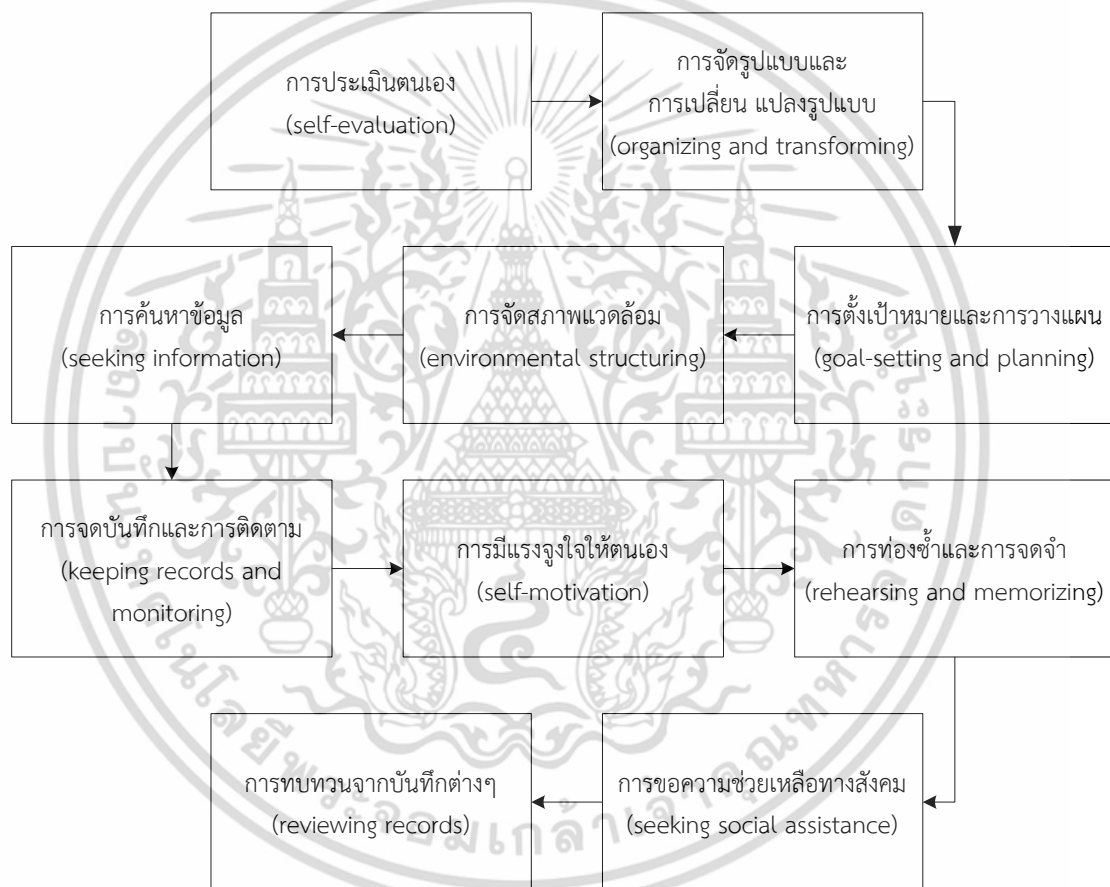 การประเมินตนเอง
(self-evaluation)
การจัดรูปแบบและ
การเปลี่ยน แปลงรูปแบบ
(organizing and transforming)
การค้นหาข้อมูล
(seeking information)
การจัดสภาพแวดล้อม
(environmental structuring)
การตั้งเป้าหมายและการวางแผน
(goal-setting and planning)
การจดบันทึกและการติดตาม
(keeping records and
monitoring)
การมีแรงจูงใจให้ตนเอง
(self-motivation)
การท่องซ้ำและการจดจำ
(rehearsing and memorizing)
การทบทวนจากบันทึกต่างๆ
(reviewing records)
การขอความช่วยเหลือทางสังคม
(seeking social assistance)